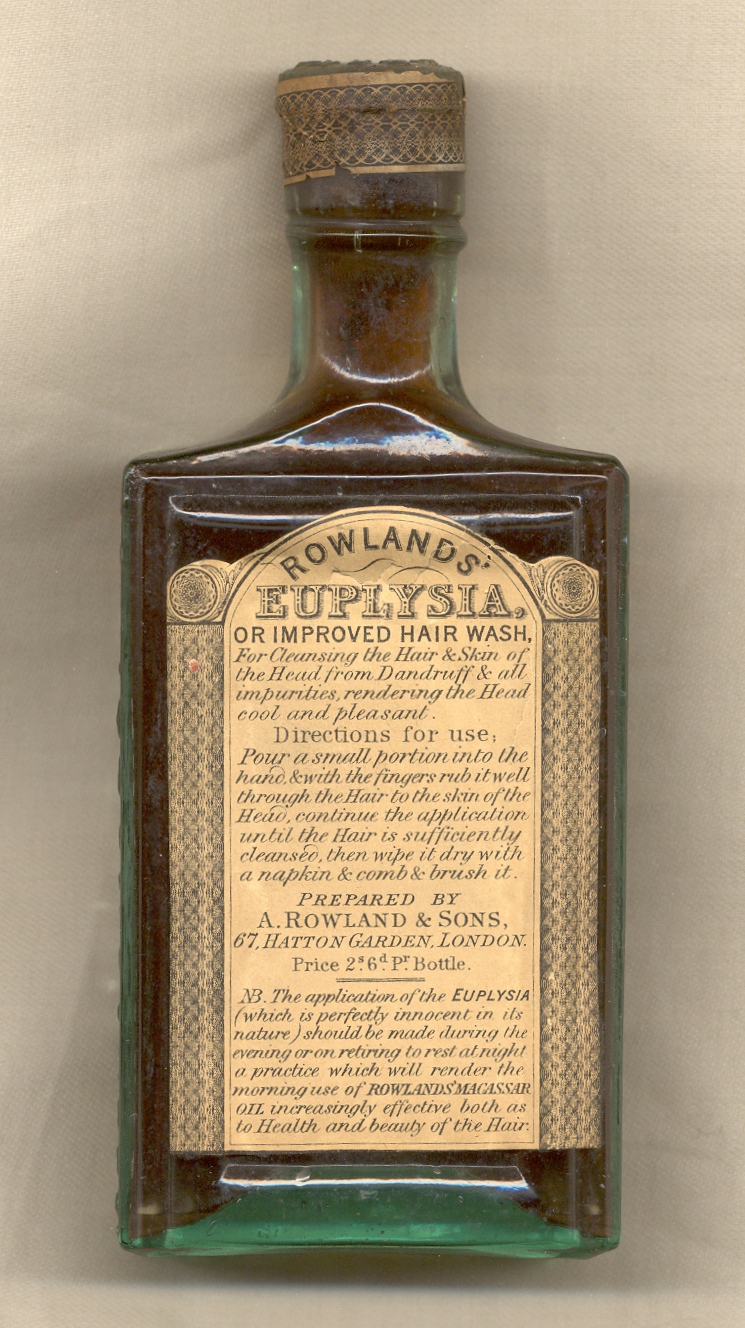 ROWLANDS'
EUPLYSIA,
OR IMPROVED HAIR WASH,
For Cleansing the Hair & Skin of
the Head from Dandruff & all
impurities, rendering the Head
cool and pleasant.
Directions for use;
Pour a small portion into the
hand, & with the fingers rub it well
through the Hair to the skin of the
Head, continue the application
until the Hair is sufficiently
cleansed, then wipe it dry with
a napkin & comb & brush it.
PREPARED BY
A. ROWLAND & SONS,
67, HATTON GARDEN, LONDON.
Price 2s. 6d. Pr. Bottle.
NB. The application of the EUPLYSIA
(which is perfectly innocent in its
nature) should be made during the
evening or on retiring to rest at night
a practice which will render the
morning use of ROWLANDS' MACASSAR
OIL increasingly effective both as
to Health and beauty of the Hair.